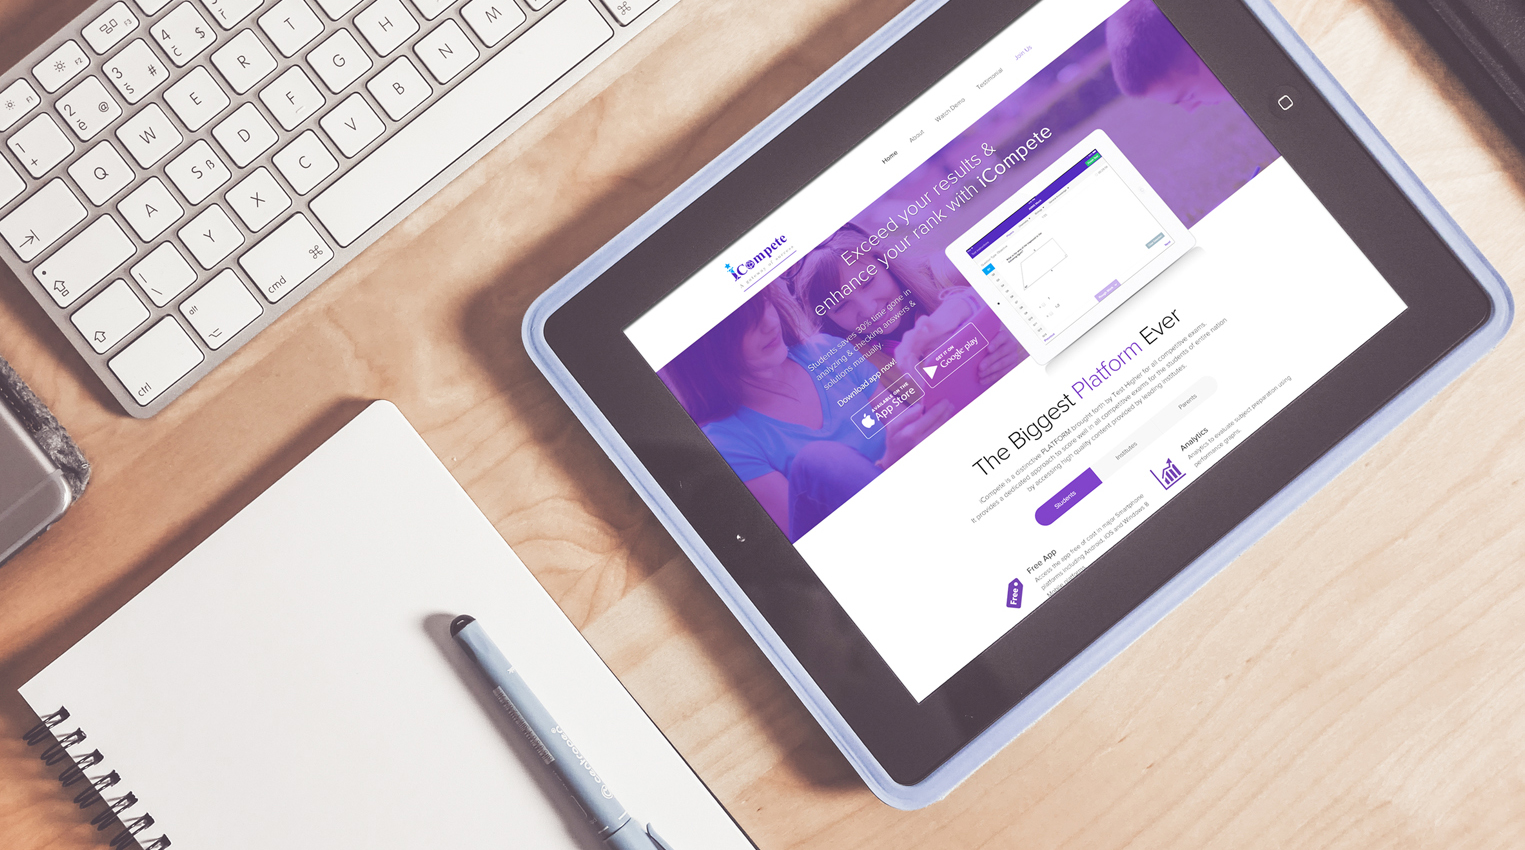 F1
F2
F3
1
+
2
ě
@
3
š
#
4
č
$
ř
Q
W
E
R
T
A
S ß
D
F
G
H
Y
X
C
V
B
N
M
\
|
⌘
⌘
ctrl
alt
cmd
centropen
iCompete
Home
About
Watch Demo
Testimonial
Join Us
Exceed your results &
enhance your rank with iCompete
Students saves 30% time gone in
analyzing & checking answers &
solutions manually.
Download app now!
AVAILABLE ON THE
App Store
GET IT ON
Google play
The Biggest Platform Ever
iCompete is a distinctive PLATFORM brought forth by Test Higher for all competitive exams.
It provides a dedicated approach to score well in all competitive exams for the students of entire nation
by accessing high quality content provided by leading institutes.
Students
Institutes
Parents
Free
Free App
Access the app free of cost in major Smartphone
platforms including Android, iOS and Windows 8
Analytics
Analytics to evaluate subject preparation using
performance graphs.